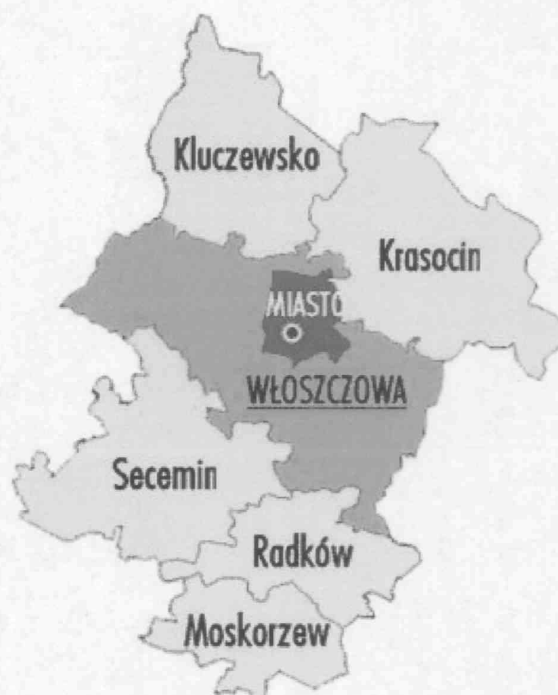 Kluczewsko
Krasocin
MIASTO
WŁOSZCZOWA
Secemin
Radków
Moskorzew